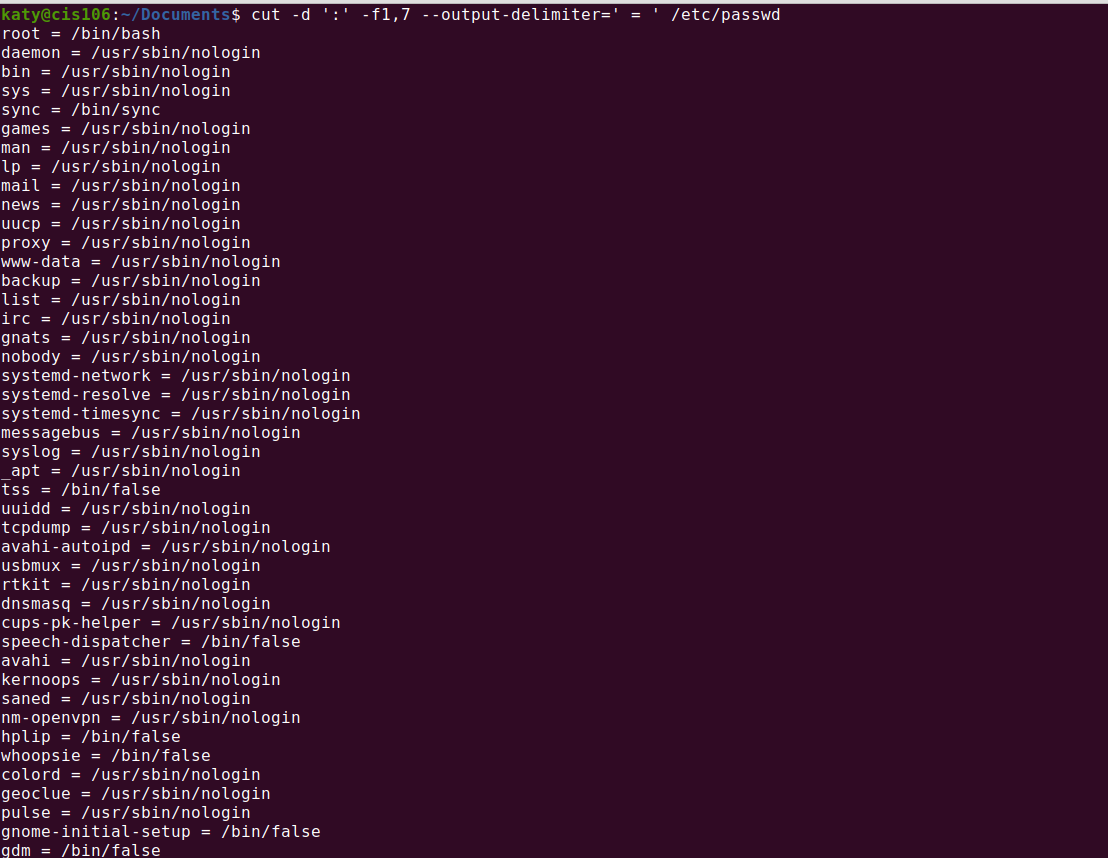 katy@cis106:~/Documents$ cut -d ':' -f1,7 --output-delimiter=' = ' /etc/passwd
root = /bin/bash
daemon = /usr/sbin/nologin
bin = /usr/sbin/nologin
sys = /usr/sbin/nologin
sync = /bin/sync
games = /usr/sbin/nologin
man = /usr/sbin/nologin
lp = /usr/sbin/nologin
mail = /usr/sbin/nologin
news = /usr/sbin/nologin
uucp = /usr/sbin/nologin
proxy = /usr/sbin/nologin
www-data = /usr/sbin/nologin
backup = /usr/sbin/nologin
list = /usr/sbin/nologin
irc = /usr/sbin/nologin
gnats = /usr/sbin/nologin
nobody = /usr/sbin/nologin
systemd-network = /usr/sbin/nologin
systemd-resolve = /usr/sbin/nologin
systemd-timesync = /usr/sbin/nologin
messagebus = /usr/sbin/nologin
syslog = /usr/sbin/nologin
_apt = /usr/sbin/nologin
tss = /bin/false
uuidd = /usr/sbin/nologin
tcpdump = /usr/sbin/nologin
avahi-autoipd = /usr/sbin/nologin
usbmux = /usr/sbin/nologin
rtkit = /usr/sbin/nologin
dnsmasq = /usr/sbin/nologin
cups-pk-helper = /usr/sbin/nologin
speech-dispatcher = /bin/false
avahi = /usr/sbin/nologin
kernoops = /usr/sbin/nologin
saned = /usr/sbin/nologin
nm-openvpn = /usr/sbin/nologin
hplip = /bin/false
whoopsie = /bin/false
colord = /usr/sbin/nologin
geoclue = /usr/sbin/nologin
pulse = /usr/sbin/nologin
gnome-initial-setup = /bin/false
gdm = /bin/false